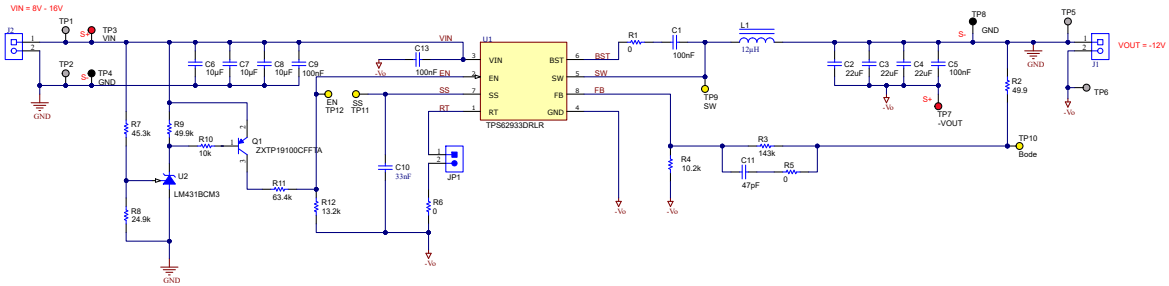 VIN = 8V - 16V
J2
1
2
TP1
S+
TP3
VIN
TP2
S-
TP4
GND
GND
C6
10µF
C7
10µF
C8
10µF
C9
100nF
R7
45.3k
R8
24.9k
R9
49.9k
R10
10k
U2
LM431BCM3
GND
Q1
ZXTP19100CFFTA
1
2
3
R11
63.4k
R12
13.2k
EN
TP12
SS
TP11
C13
100nF
-Vo
VIN
EN
SS
RT
C10
33nF
1
2
JP1
R6
0
-Vo
U1
3
2
7
1
VIN
EN
SS
RT
BST
SW
FB
GND
6
5
8
4
TPS62933DRLR
BST
SW
FB
-Vo
R1
0
C1
100nF
TP9
SW
L1
12µH
R4
10.2k
-Vo
R3
143k
C11
47pF
R5
0
C2
22uF
C3
22uF
C4
22uF
C5
100nF
-Vo
S+
TP7
-VOUT
TP8
S-
GND
R2
49.9
TP10
Bode
GND
TP5
1
2
J1
VOUT = -12V
TP6
-Vo